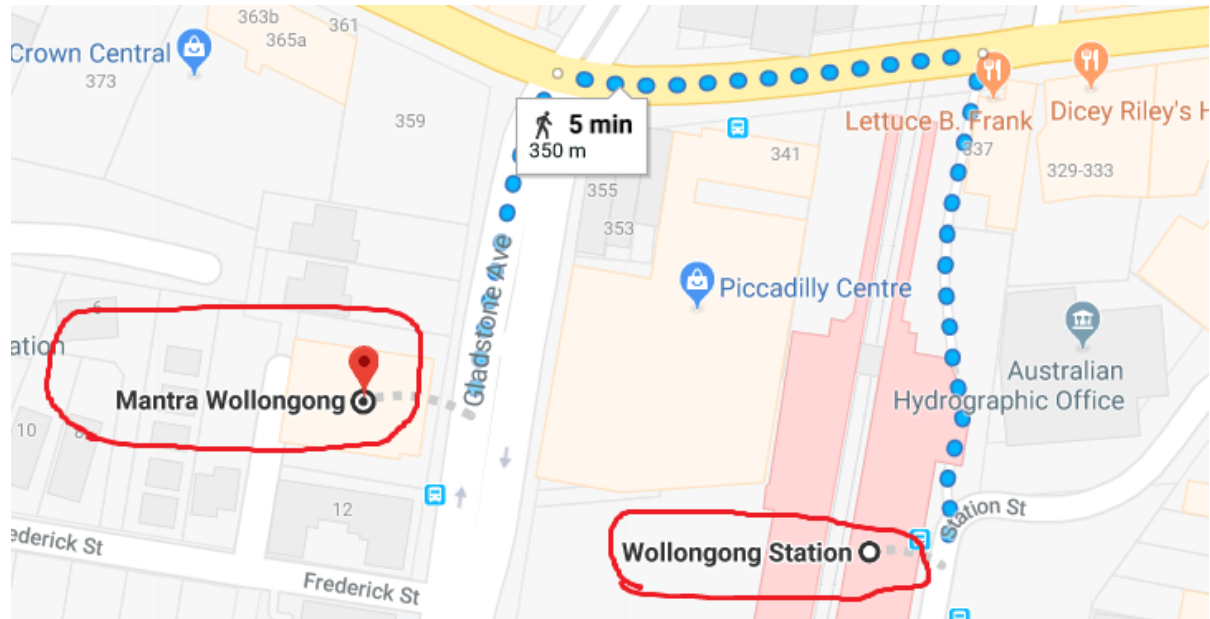 363b
361
365a
Crown Central
373
359
5 min
350 m
Lettuce B. Frank
Dicey Riley's H
341
337
329-333
355
353
Gladstone Ave
Piccadilly Centre
6
ation
Mantra Wollongong
Australian
Hydrographic Office
10
8
12
Station St
Wollongong Station
ederick St
Frederick St